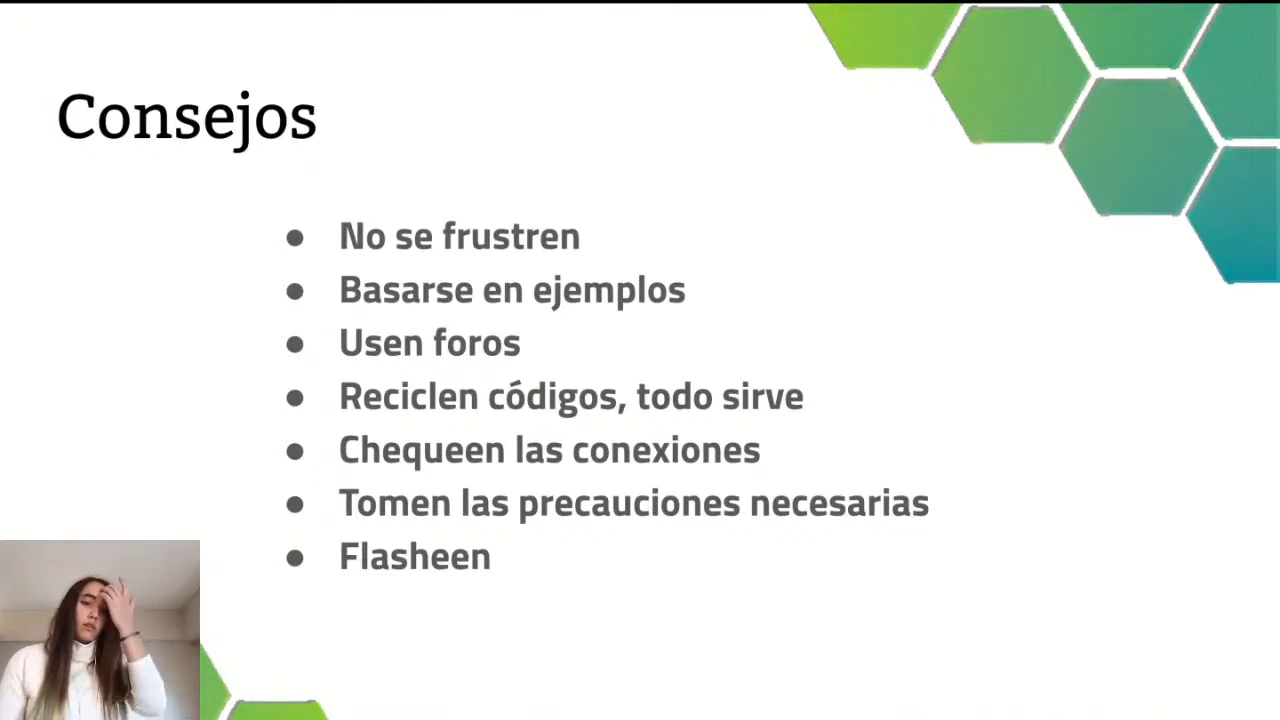 Consejos
● No se frustren
● Basarse en ejemplos
● Usen foros
● Reciclen códigos, todo sirve
● Chequeen las conexiones
● Tomen las precauciones necesarias
● Flasheen